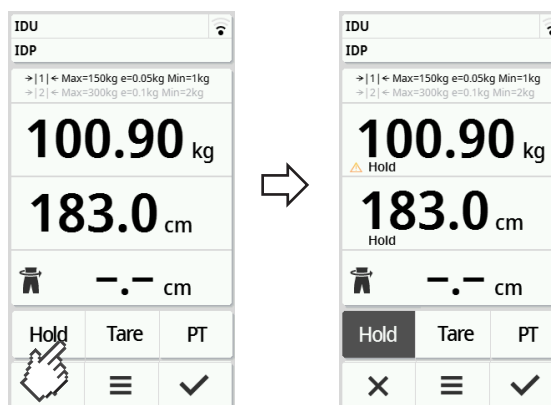 IDU
IDP
→|1|← Max=150kg e=0.05kg Min=1kg
→|2|← Max=300kg e=0.1kg Min=2kg
100.90 kg
183.0 cm
–.– cm
Hold Tare PT
IDU
IDP
→|1|← Max=150kg e=0.05kg Min=1kg
→|2|← Max=300kg e=0.1kg Min=2kg
100.90 kg
Hold
183.0 cm
Hold
–.– cm
Hold Tare PT